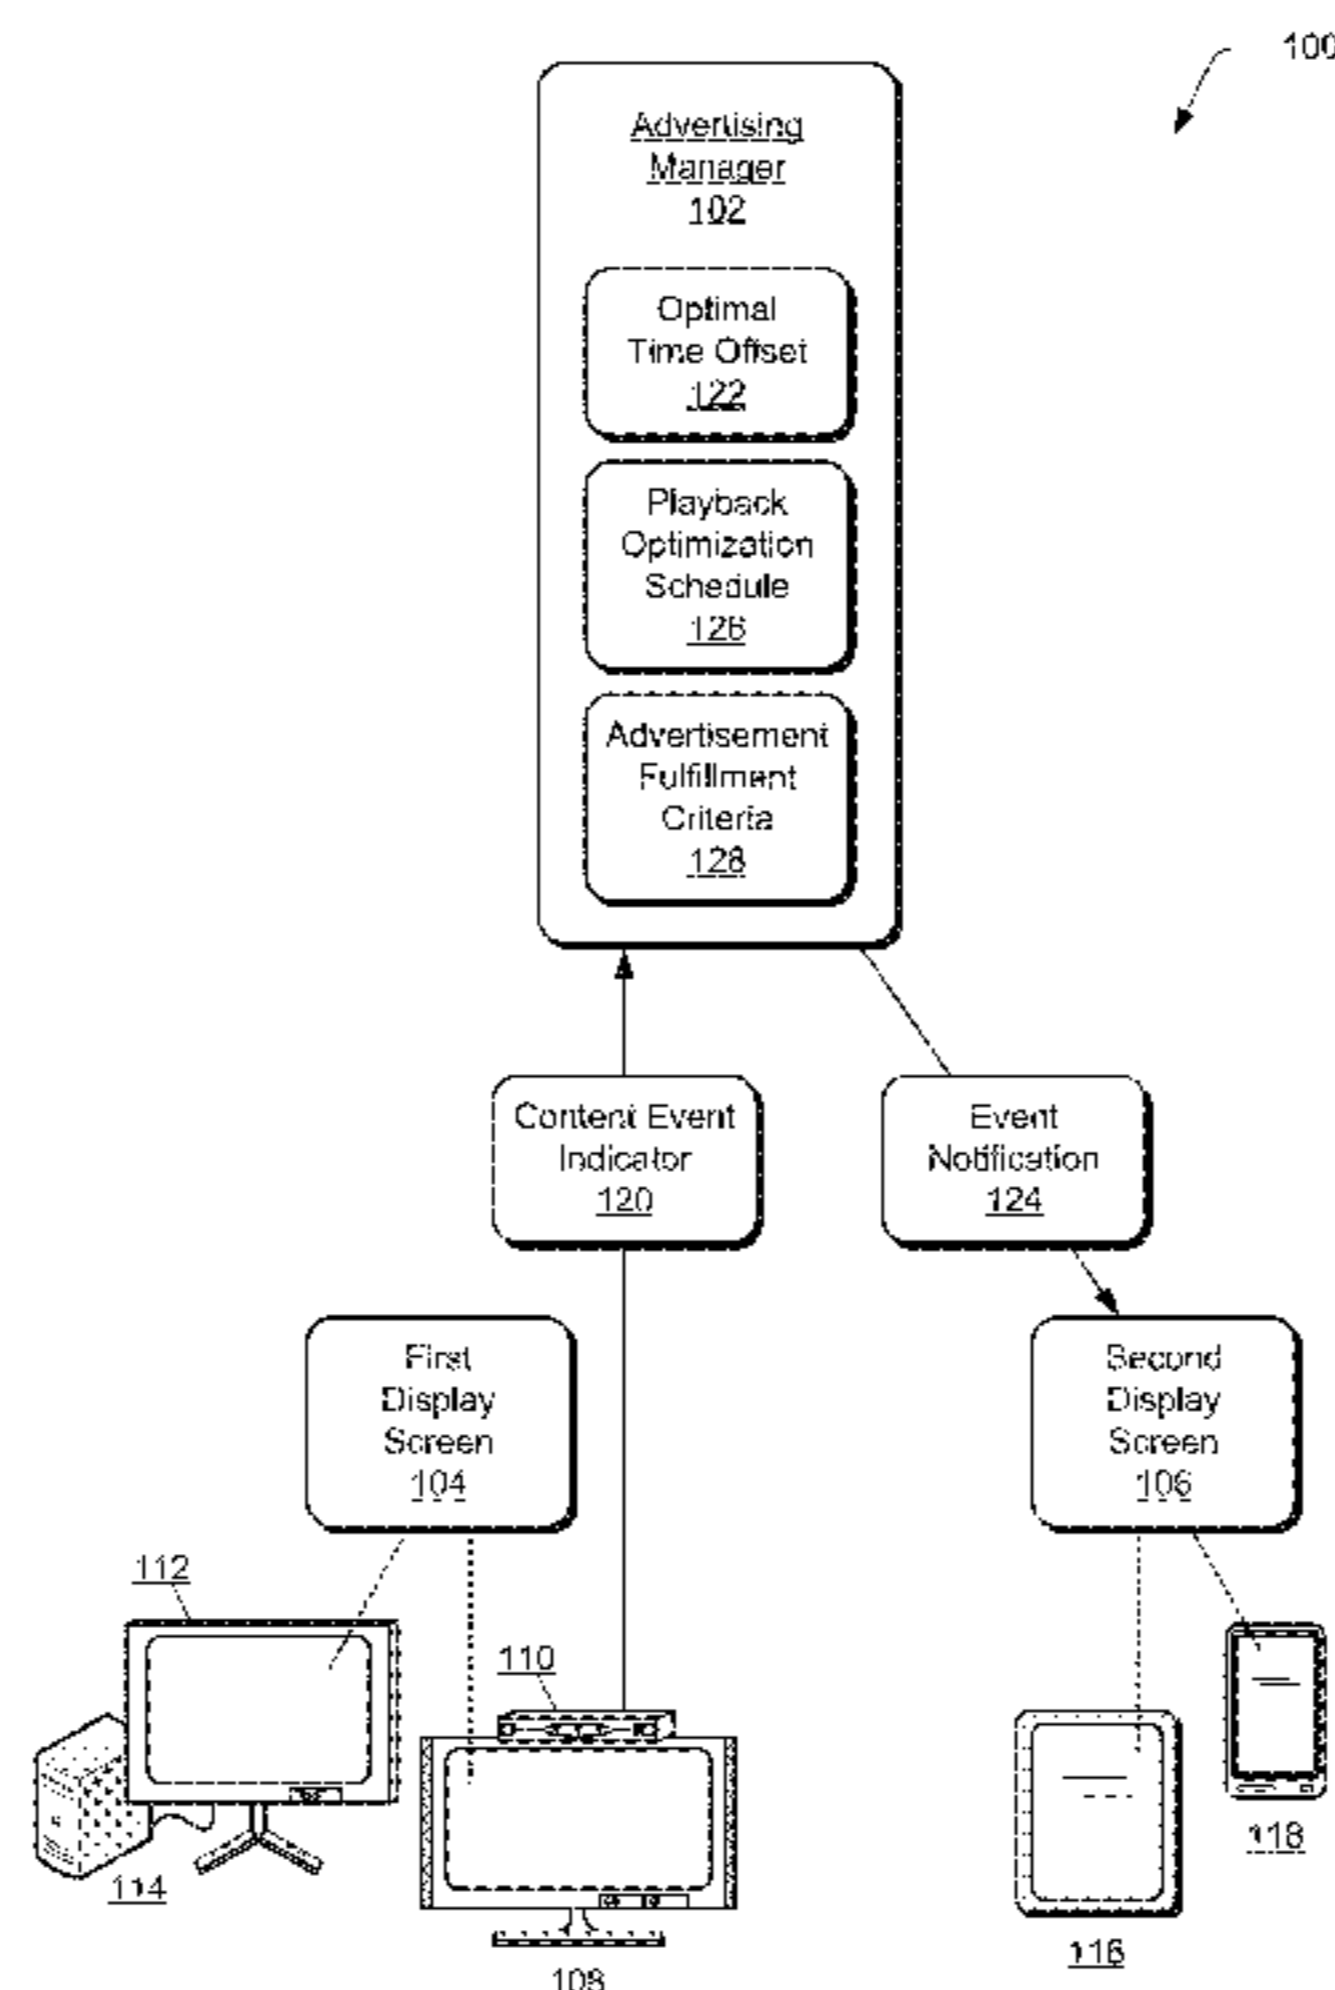 100
Advertising
Manager
102
Optimal
Time Offset
122
Playback
Optimization
Schedule
126
Advertisement
Fulfillment
Criteria
128
Content Event
Indicator
120
Event
Notification
124
First
Display
Screen
104
Second
Display
Screen
106
112
110
114
108
118
116